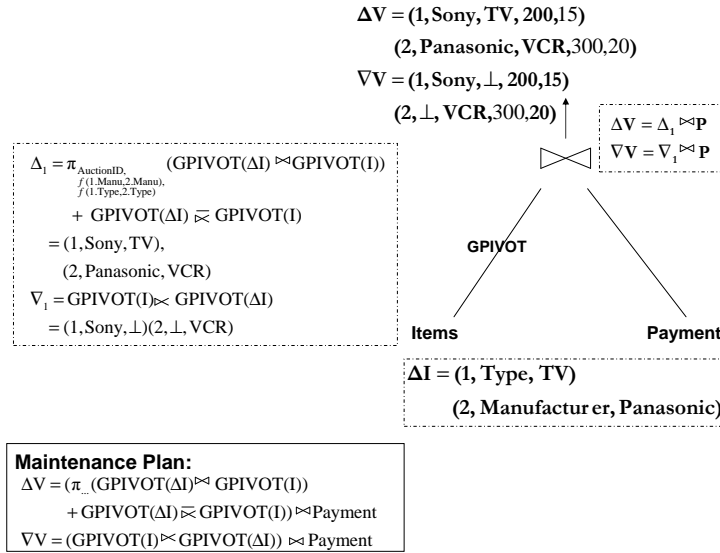 ΔV = (1, Sony, TV, 200,15)
(2, Panasonic, VCR,300,20)
∇V = (1, Sony, ⊥, 200,15)
(2, ⊥, VCR,300,20)
ΔV = Δ₁ ⋈ P
∇V = ∇₁ ⋈ P
Δ₁ = π AuctionID, f(1.Manu,2.Manu), f(1.Type,2.Type) (GPIVOT(ΔI) ⋈ GPIVOT(I))
+ GPIVOT(ΔI) ⋉̅ GPIVOT(I)
= (1,Sony,TV),
(2,Panasonic,VCR)
∇₁ = GPIVOT(I) ⋉ GPIVOT(ΔI)
= (1,Sony,⊥)(2,⊥,VCR)
GPIVOT
Items
Payment
ΔI = (1, Type, TV)
(2, Manufactur er, Panasonic)
Maintenance Plan:
ΔV = (π... (GPIVOT(ΔI) ⋈ GPIVOT(I))
+ GPIVOT(ΔI) ⋉̅ GPIVOT(I)) ⋈ Payment
∇V = (GPIVOT(I) ⋉ GPIVOT(ΔI)) ⋈ Payment